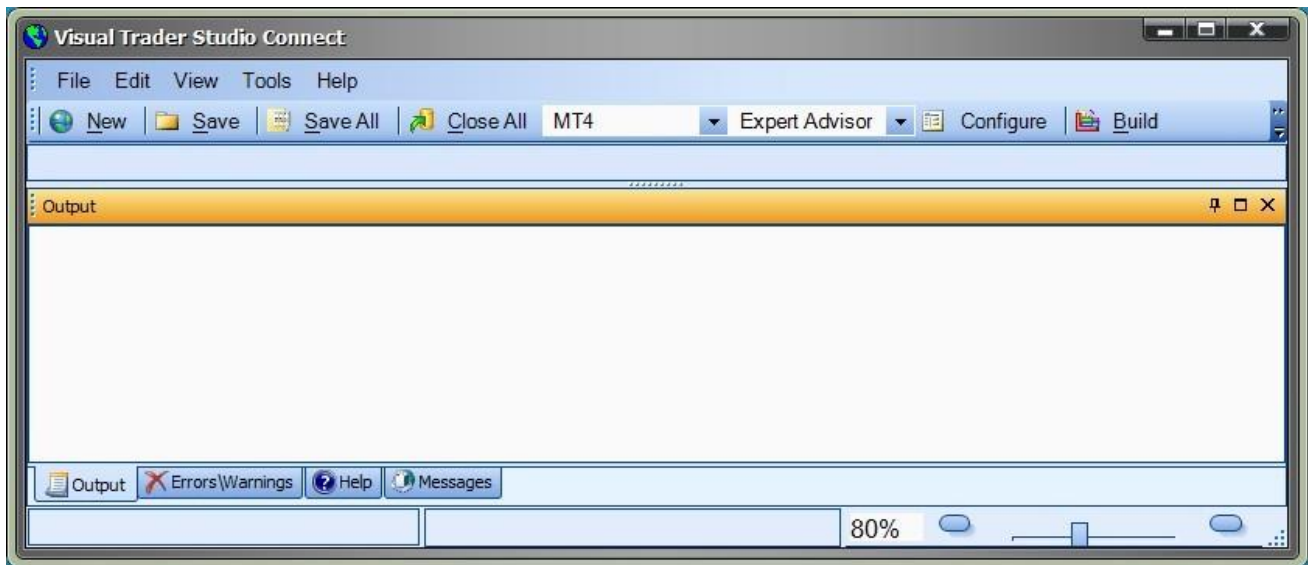 Visual Trader Studio Connect
File Edit View Tools Help
New Save Save All Close All MT4 Expert Advisor Configure Build
Output
Output Errors\Warnings Help Messages
80%